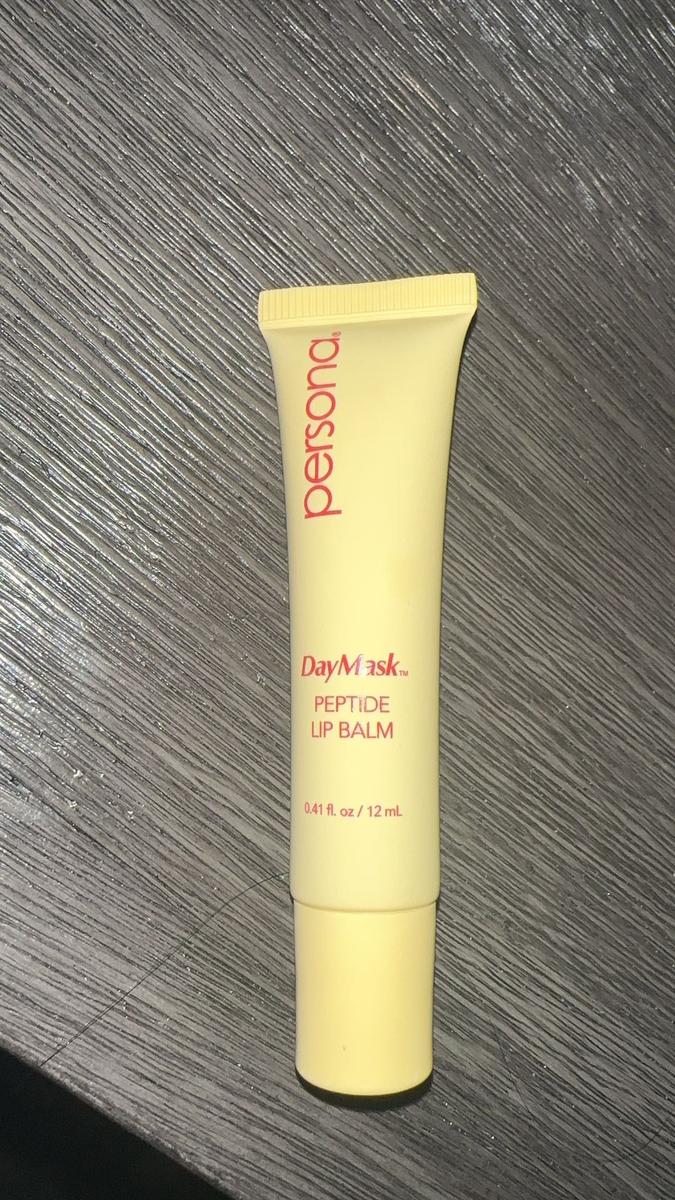 persona®
DayMask™
PEPTIDE
LIP BALM
0.41 fl. oz / 12 mL